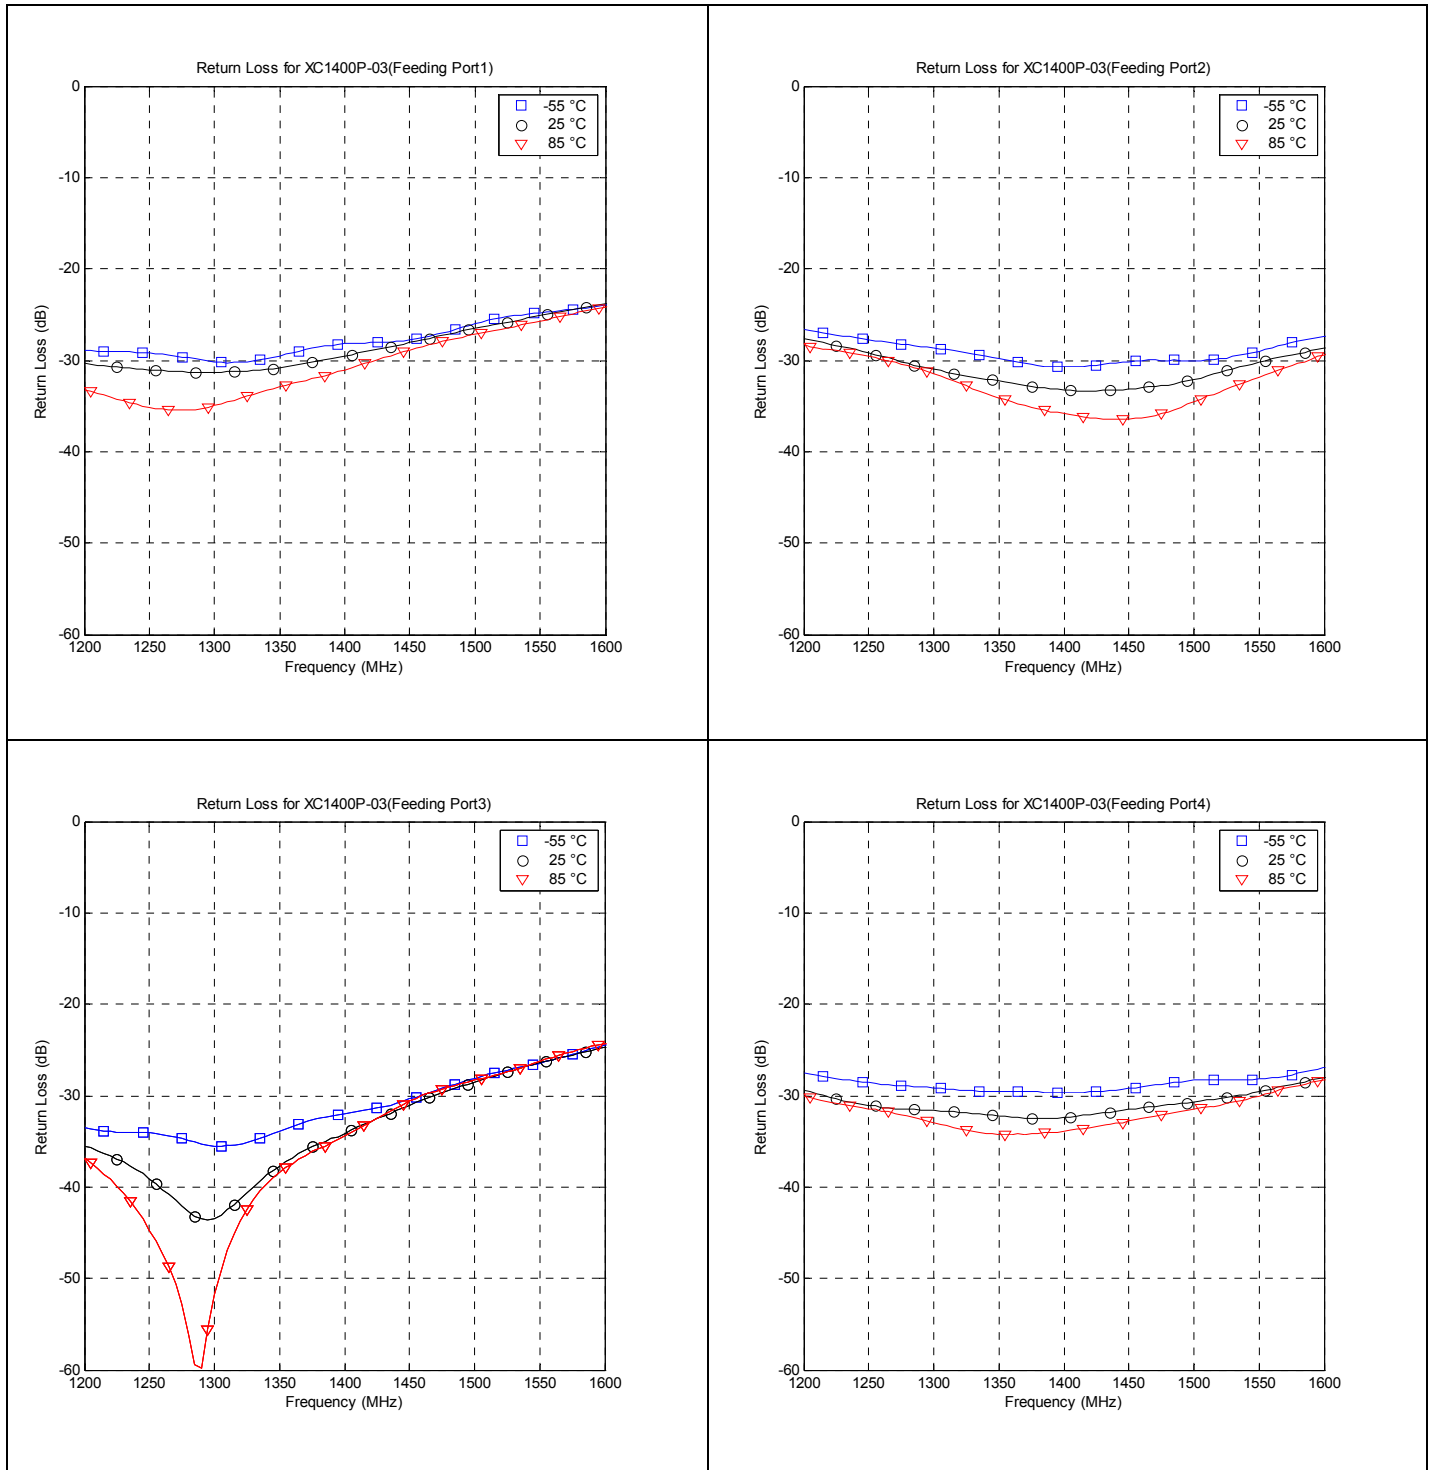 Return Loss for XC1400P-03(Feeding Port1)
0
-10
-20
-30
-40
-50
-60
Return Loss (dB)
-55 °C
25 °C
85 °C
1200 1250 1300 1350 1400 1450 1500 1550 1600
Frequency (MHz)
Return Loss for XC1400P-03(Feeding Port2)
0
-10
-20
-30
-40
-50
-60
Return Loss (dB)
-55 °C
25 °C
85 °C
1200 1250 1300 1350 1400 1450 1500 1550 1600
Frequency (MHz)
Return Loss for XC1400P-03(Feeding Port3)
0
-10
-20
-30
-40
-50
-60
Return Loss (dB)
-55 °C
25 °C
85 °C
1200 1250 1300 1350 1400 1450 1500 1550 1600
Frequency (MHz)
Return Loss for XC1400P-03(Feeding Port4)
0
-10
-20
-30
-40
-50
-60
Return Loss (dB)
-55 °C
25 °C
85 °C
1200 1250 1300 1350 1400 1450 1500 1550 1600
Frequency (MHz)